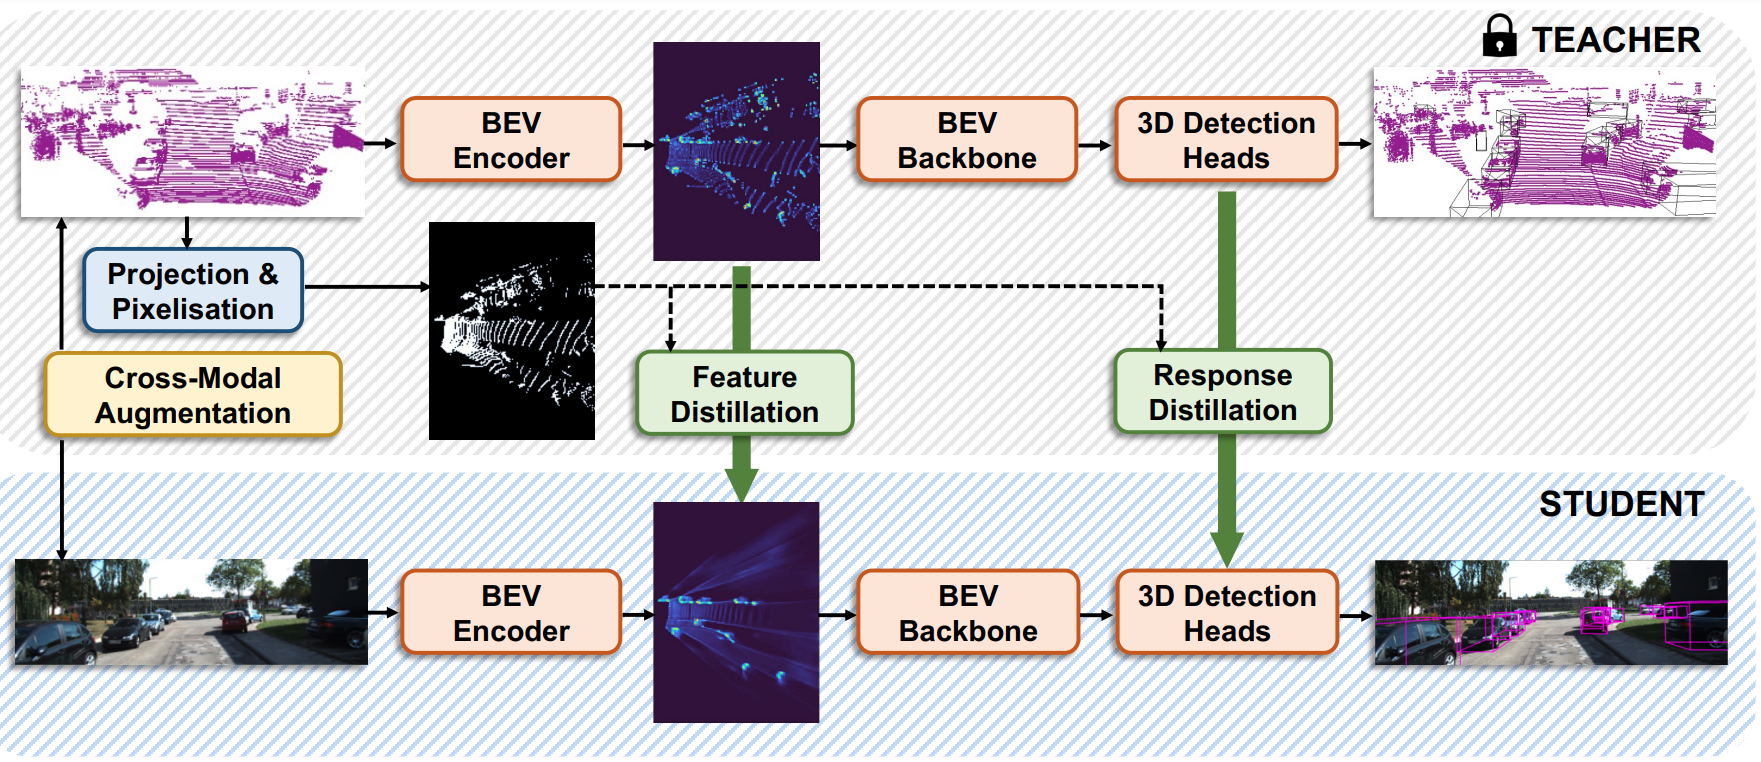 TEACHER
BEV
Encoder
BEV
Backbone
3D Detection
Heads
Projection &
Pixelisation
Cross-Modal
Augmentation
Feature
Distillation
Response
Distillation
STUDENT
BEV
Encoder
BEV
Backbone
3D Detection
Heads